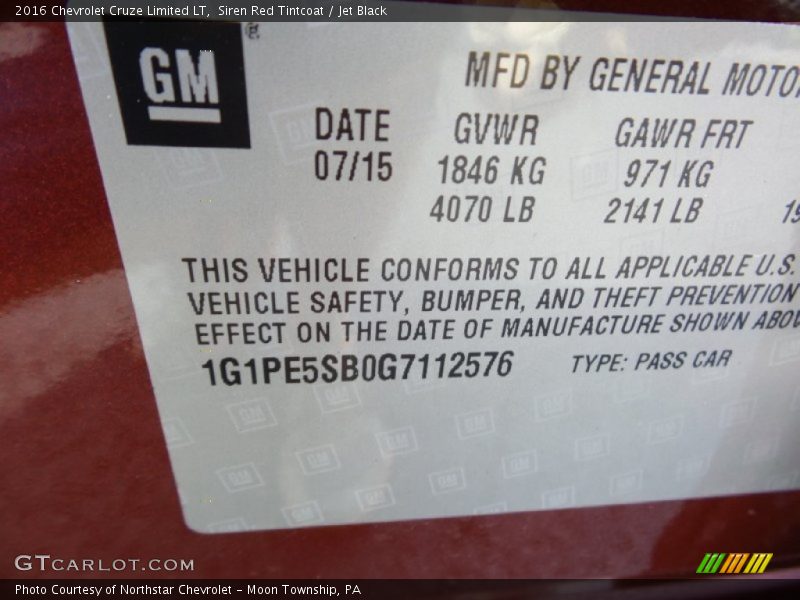 2016 Chevrolet Cruze Limited LT, Siren Red Tintcoat / Jet Black
GM ®
MFD BY GENERAL
DATE GVWR GAWR FRT
07/15 1846 KG 971 KG
4070 LB 2141 LB
THIS VEHICLE CONFORMS TO ALL APPLICABLE U.S.
VEHICLE SAFETY, BUMPER, AND THEFT PREVENTION
EFFECT ON THE DATE OF MANUFACTURE SHOWN
1G1PE5SB0G7112576 TYPE: PASS CAR
GTCARLOT.COM
Photo Courtesy of Northstar Chevrolet - Moon Township, PA